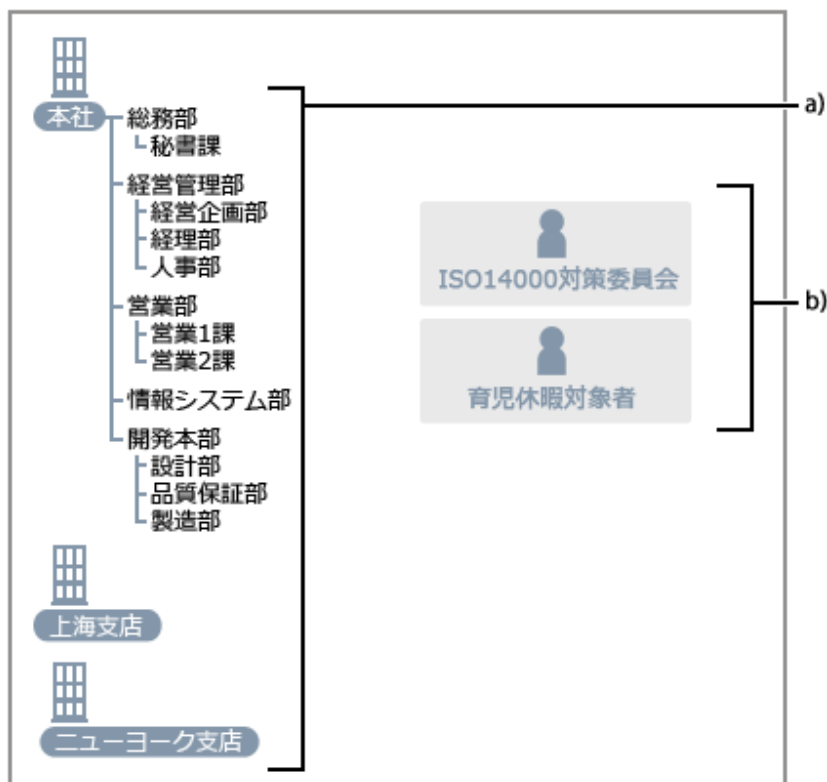 本社
総務部
秘書課
経営管理部
経営企画部
経理部
人事部
営業部
営業1課
営業2課
情報システム部
開発本部
設計部
品質保証部
製造部
上海支店
ニューヨーク支店
a)
ISO14000対策委員会
育児休暇対象者
b)